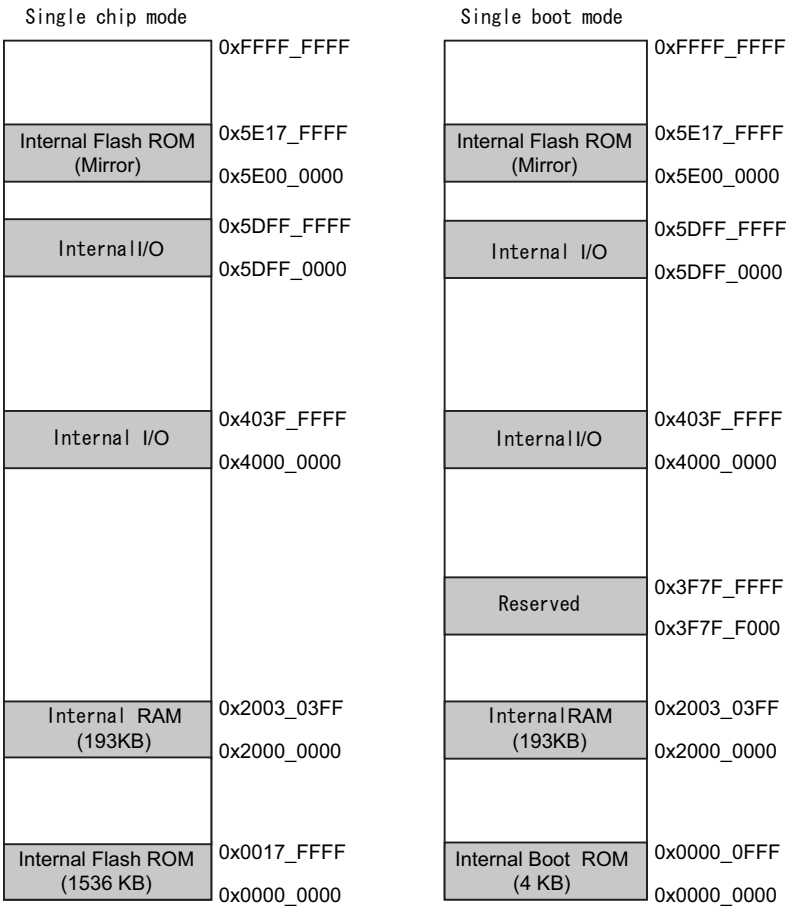 Single chip mode
0xFFFF_FFFF
Internal Flash ROM
(Mirror)
0x5E17_FFFF
0x5E00_0000
InternalI/O
0x5DFF_FFFF
0x5DFF_0000
Internal I/O
0x403F_FFFF
0x4000_0000
Internal RAM
(193KB)
0x2003_03FF
0x2000_0000
Internal Flash ROM
(1536 KB)
0x0017_FFFF
0x0000_0000
Single boot mode
0xFFFF_FFFF
Internal Flash ROM
(Mirror)
0x5E17_FFFF
0x5E00_0000
Internal I/O
0x5DFF_FFFF
0x5DFF_0000
InternalI/O
0x403F_FFFF
0x4000_0000
Reserved
0x3F7F_FFFF
0x3F7F_F000
InternalRAM
(193KB)
0x2003_03FF
0x2000_0000
Internal Boot ROM
(4 KB)
0x0000_0FFF
0x0000_0000